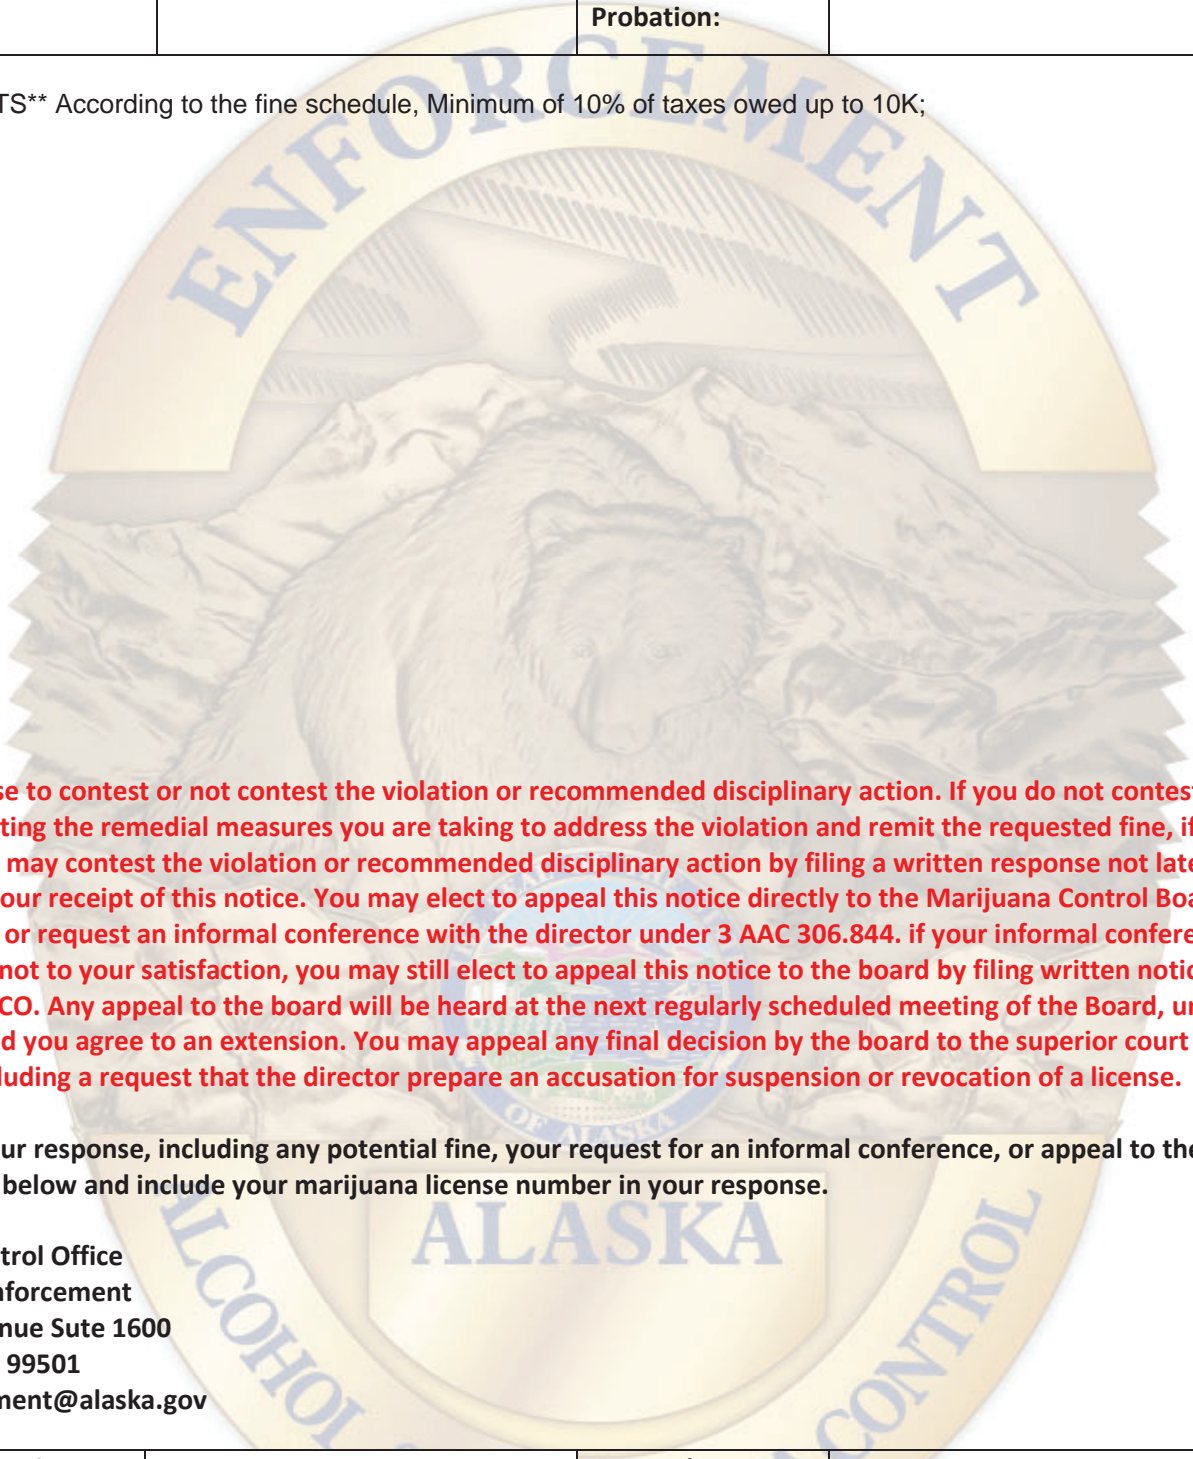 Probation:
TS** According to the fine schedule, Minimum of 10% of taxes owed up to 10K;
ENFORCEMENT
se to contest or not contest the violation or recommended disciplinary action. If you do not contest
ting the remedial measures you are taking to address the violation and remit the requested fine, if
may contest the violation or recommended disciplinary action by filing a written response not late
our receipt of this notice. You may elect to appeal this notice directly to the Marijuana Control Boa
or request an informal conference with the director under 3 AAC 306.844. if your informal confere
not to your satisfaction, you may still elect to appeal this notice to the board by filing written notic
CO. Any appeal to the board will be heard at the next regularly scheduled meeting of the Board, un
d you agree to an extension. You may appeal any final decision by the board to the superior court
luding a request that the director prepare an accusation for suspension or revocation of a license.
OF ALASKA
ur response, including any potential fine, your request for an informal conference, or appeal to the
below and include your marijuana license number in your response.
ALASKA
trol Office
nforcement
nue Sute 1600
99501
ment@alaska.gov
ALCOHOL
CONTROL